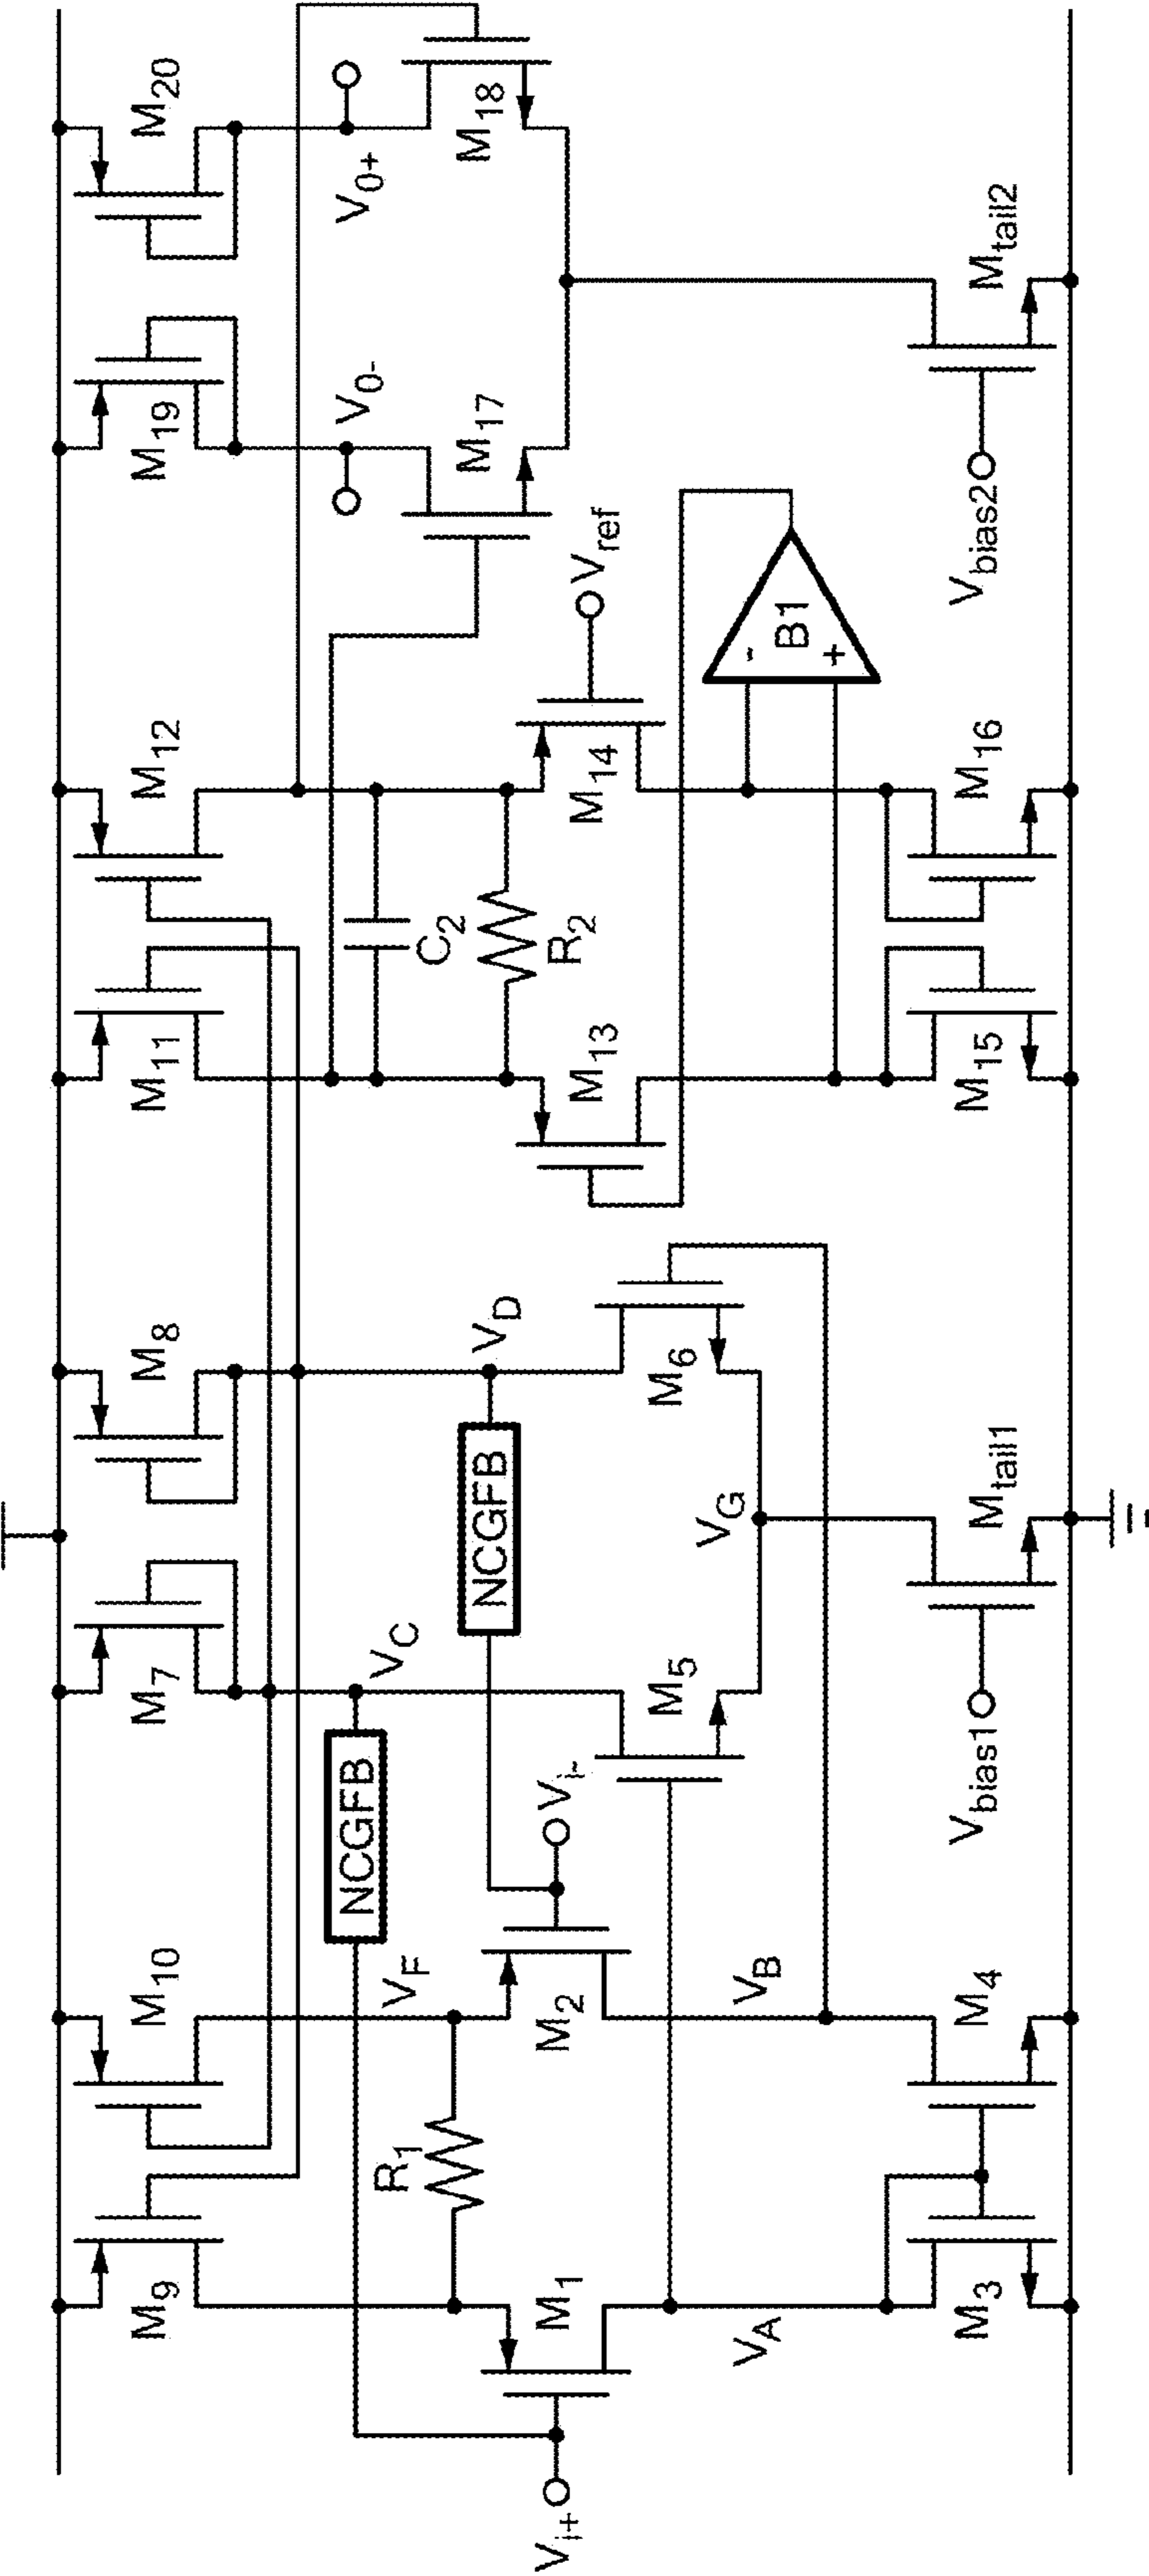 M9
M10
M7
M8
M11
M12
M19
M20
NCGFB
VF
VC
VD
NCGFB
R1
C2
R2
V0-
V0+
Vi+
M1
M2
Vi-
M5
M6
M13
M14
Vref
M17
M18
VA
VB
VG
B1
-
+
M3
M4
Vbias1
Mtail1
M15
M16
Vbias2
Mtail2